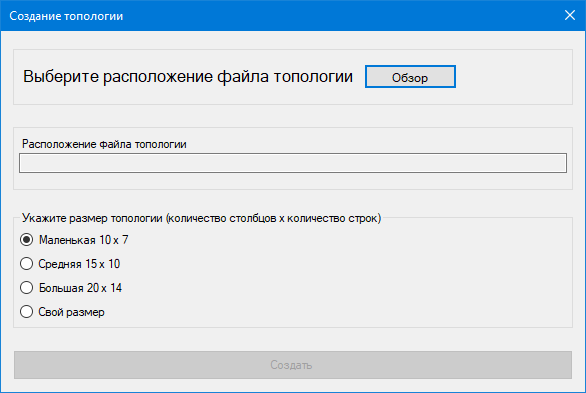 Создание топологии
Выберите расположение файла топологии
Обзор
Расположение файла топологии
Укажите размер топологии (количество столбцов х количество строк)
Маленькая 10 х 7
Средняя 15 х 10
Большая 20 х 14
Свой размер
Создать